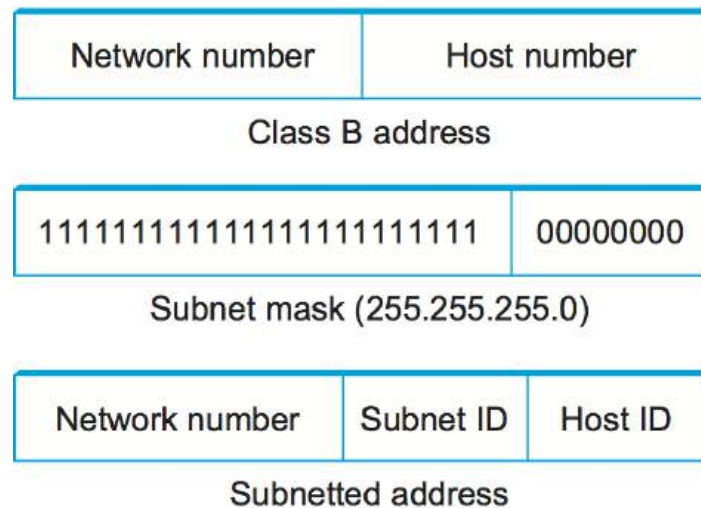 Network number Host number
Class B address
111111111111111111111111 00000000
Subnet mask (255.255.255.0)
Network number Subnet ID Host ID
Subnetted address